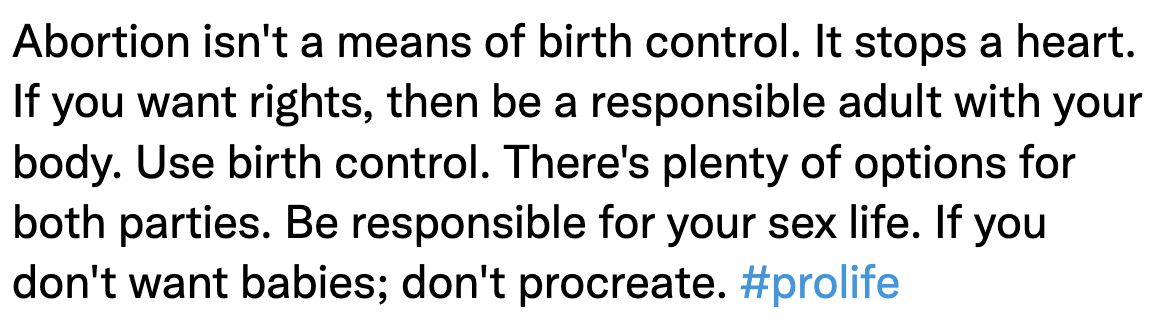 Abortion isn't a means of birth control. It stops a heart.
If you want rights, then be a responsible adult with your
body. Use birth control. There's plenty of options for
both parties. Be responsible for your sex life. If you
don't want babies; don't procreate. #prolife